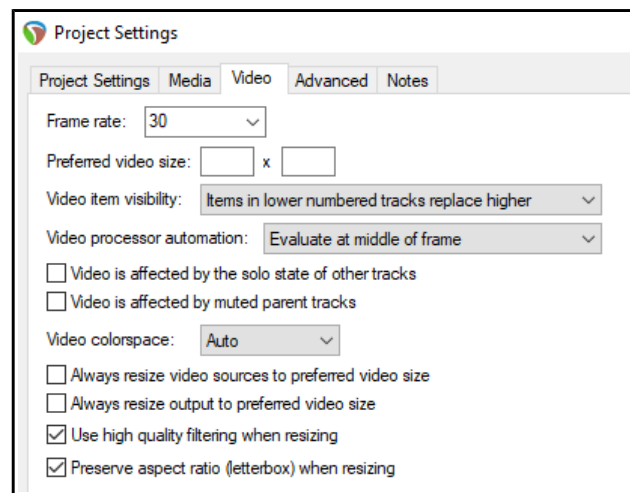 Project Settings
Project Settings Media Video Advanced Notes
Frame rate: 30
Preferred video size: x
Video item visibility: Items in lower numbered tracks replace higher
Video processor automation: Evaluate at middle of frame
Video is affected by the solo state of other tracks
Video is affected by muted parent tracks
Video colorspace: Auto
Always resize video sources to preferred video size
Always resize output to preferred video size
Use high quality filtering when resizing
Preserve aspect ratio (letterbox) when resizing